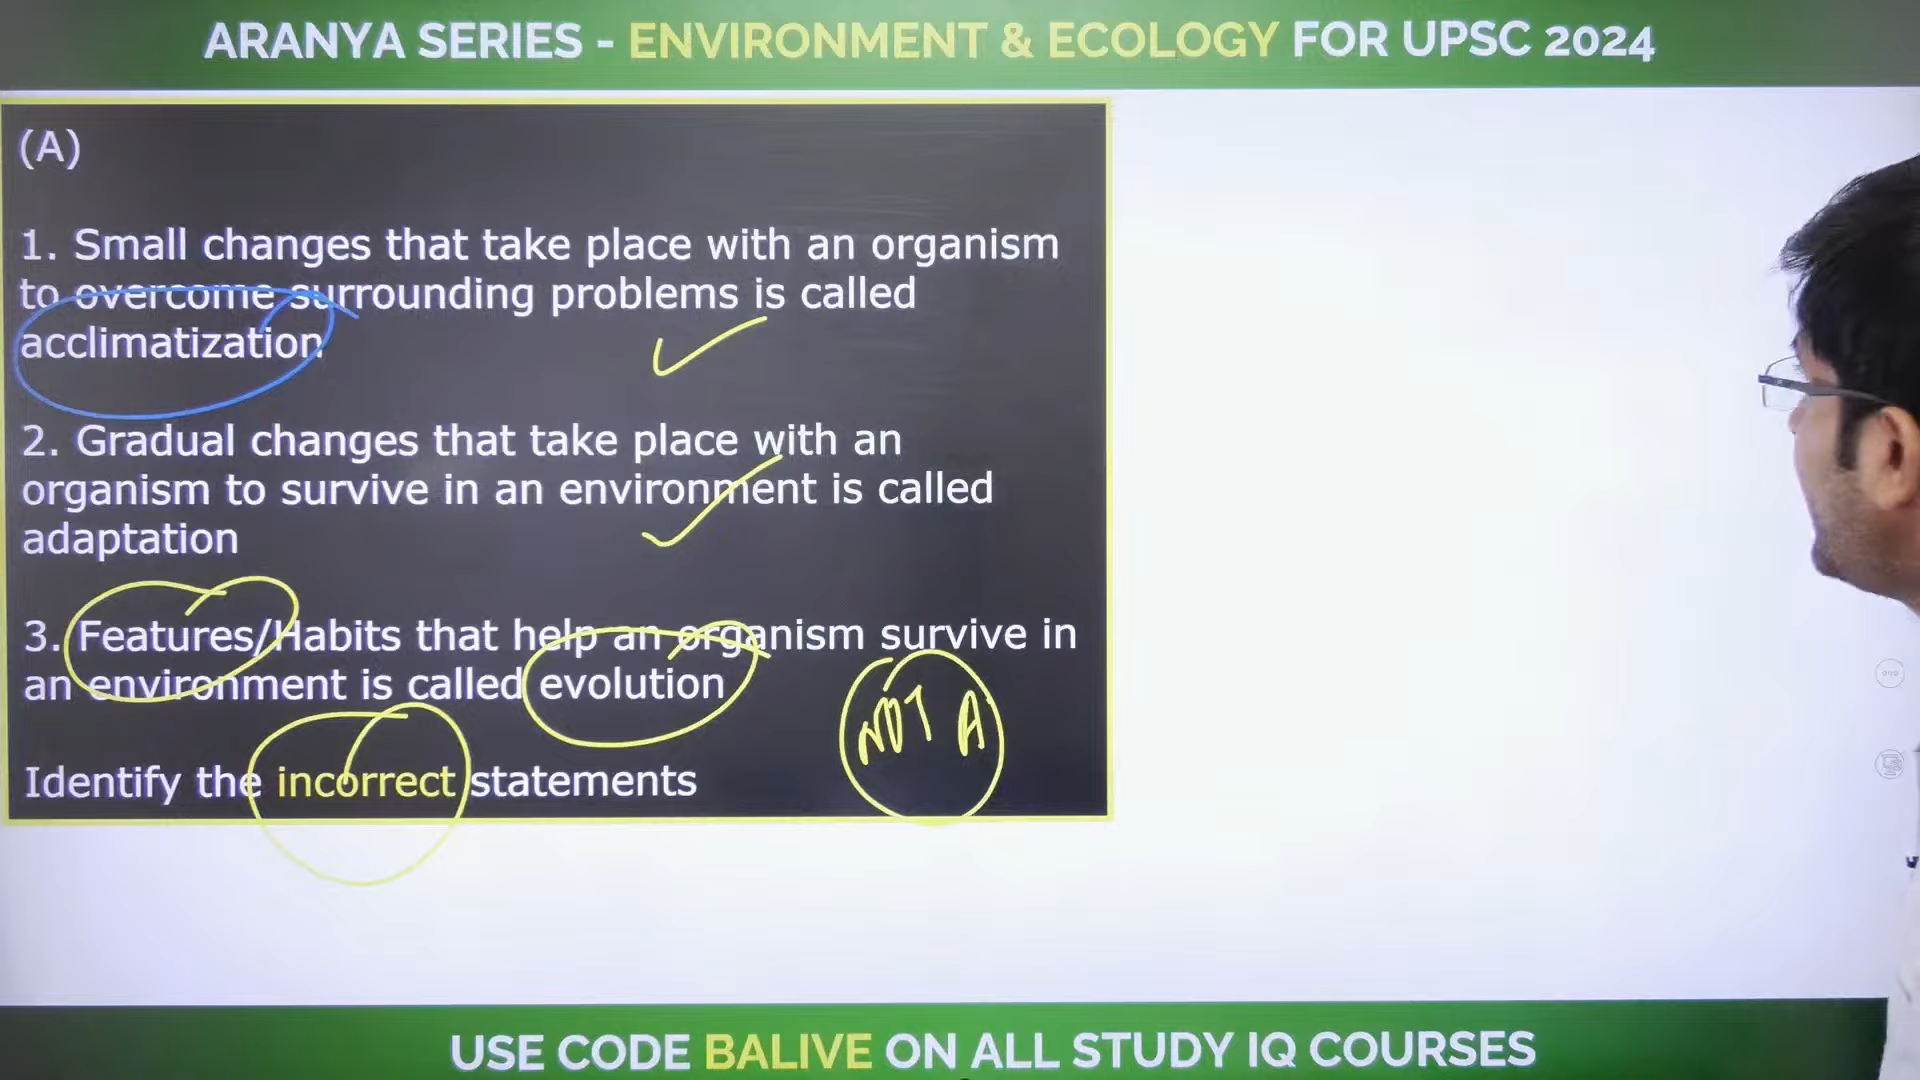 ARANYA SERIES - ENVIRONMENT & ECOLOGY FOR UPSC 2024
(A)
1. Small changes that take place with an organism
to overcome surrounding problems is called
acclimatization
2. Gradual changes that take place with an
organism to survive in an environment is called
adaptation
3. Features/Habits that help an organism survive in
an environment is called evolution
NOT A
Identify the incorrect statements
USE CODE BALIVE ON ALL STUDY IQ COURSES